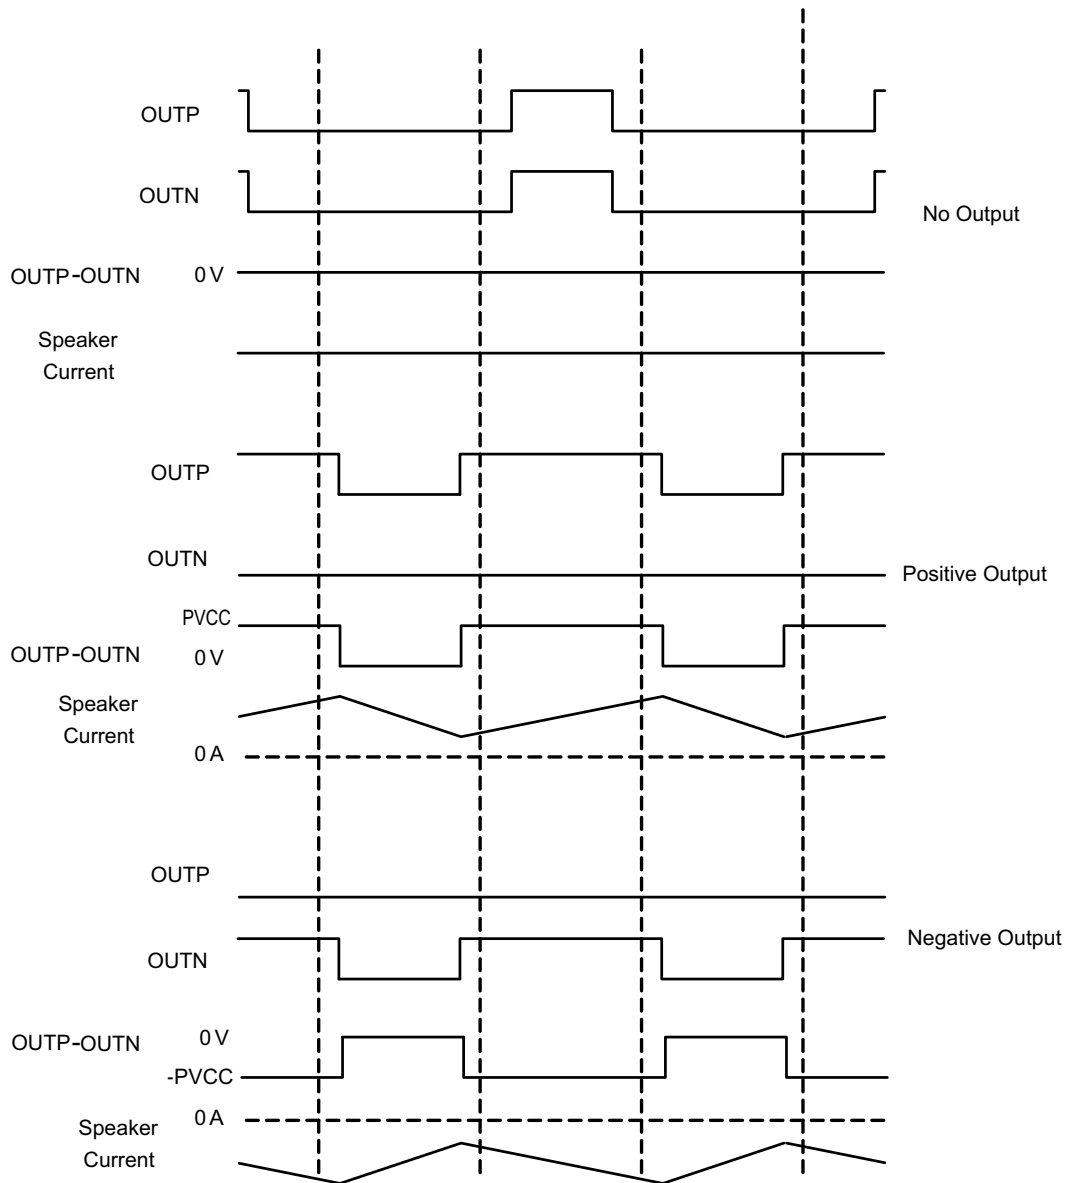 OUTP
OUTN
No Output
OUTP-OUTN 0 V
Speaker
Current
OUTP
OUTN
Positive Output
PVCC
OUTP-OUTN 0 V
Speaker
Current
0 A
OUTP
Negative Output
OUTN
OUTP-OUTN 0 V
-PVCC
0 A
Speaker
Current